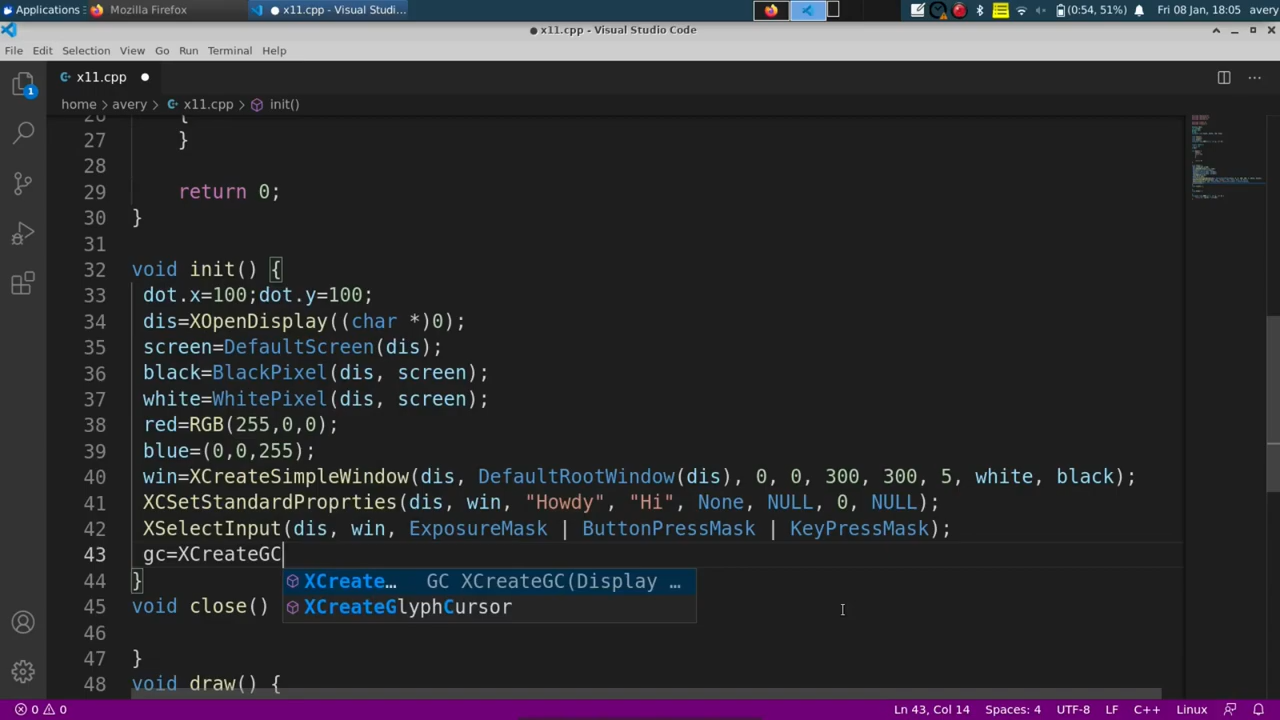 Applications
Mozilla Firefox
x11.cpp - Visual Studi...
(0:54, 51%)
Fri 08 Jan, 18:05
avery
x11.cpp - Visual Studio Code
File Edit Selection View Go Run Terminal Help
1
x11.cpp
home > avery > x11.cpp > init()
26 {
27 }
28
29 return 0;
30 }
31
32 void init() {
33 dot.x=100;dot.y=100;
34 dis=XOpenDisplay((char *)0);
35 screen=DefaultScreen(dis);
36 black=BlackPixel(dis, screen);
37 white=WhitePixel(dis, screen);
38 red=RGB(255,0,0);
39 blue=(0,0,255);
40 win=XCreateSimpleWindow(dis, DefaultRootWindow(dis), 0, 0, 300, 300, 5, white, black);
41 XCSetStandardProprties(dis, win, "Howdy", "Hi", None, NULL, 0, NULL);
42 XSelectInput(dis, win, ExposureMask | ButtonPressMask | KeyPressMask);
43 gc=XCreateGC
44 } XCreate… GC XCreateGC(Display …
45 void close() XCreateGlyphCursor
46
47 }
48 void draw() {
0 0
Ln 43, Col 14 Spaces: 4 UTF-8 LF C++ Linux